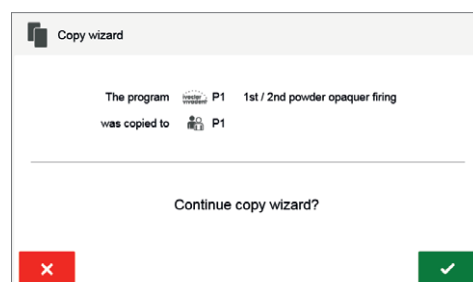 Copy wizard
The program ivoclar vivadent P1 1st / 2nd powder opaquer firing
was copied to P1
Continue copy wizard?